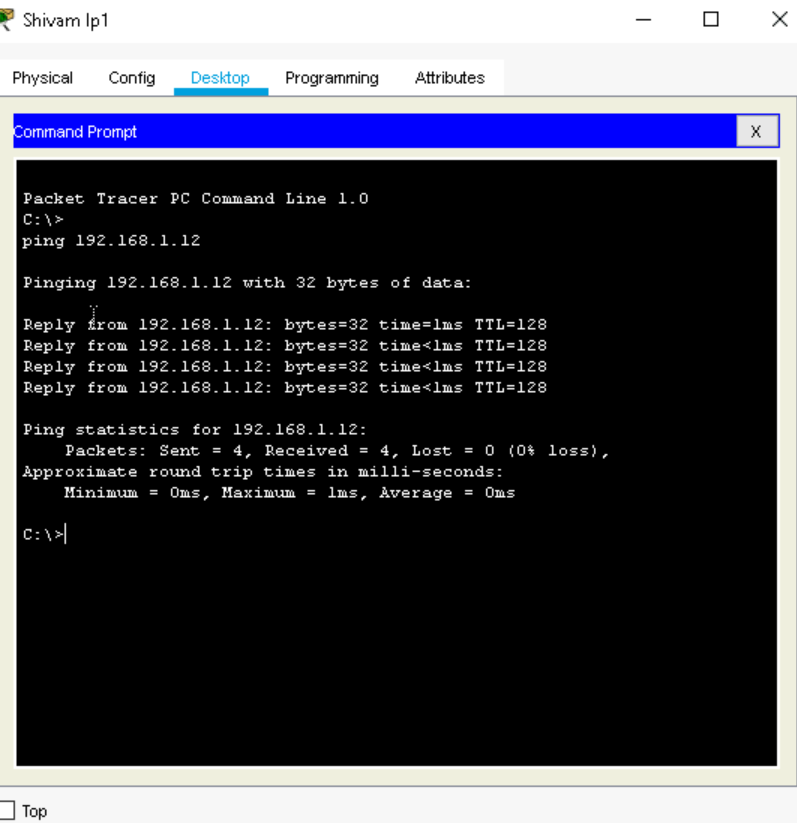 Shivam lp1
Physical Config Desktop Programming Attributes
Command Prompt X
Packet Tracer PC Command Line 1.0
C:\>
ping 192.168.1.12
Pinging 192.168.1.12 with 32 bytes of data:
Reply from 192.168.1.12: bytes=32 time=1ms TTL=128
Reply from 192.168.1.12: bytes=32 time<1ms TTL=128
Reply from 192.168.1.12: bytes=32 time<1ms TTL=128
Reply from 192.168.1.12: bytes=32 time<1ms TTL=128
Ping statistics for 192.168.1.12:
Packets: Sent = 4, Received = 4, Lost = 0 (0% loss),
Approximate round trip times in milli-seconds:
Minimum = 0ms, Maximum = 1ms, Average = 0ms
C:\>
Top